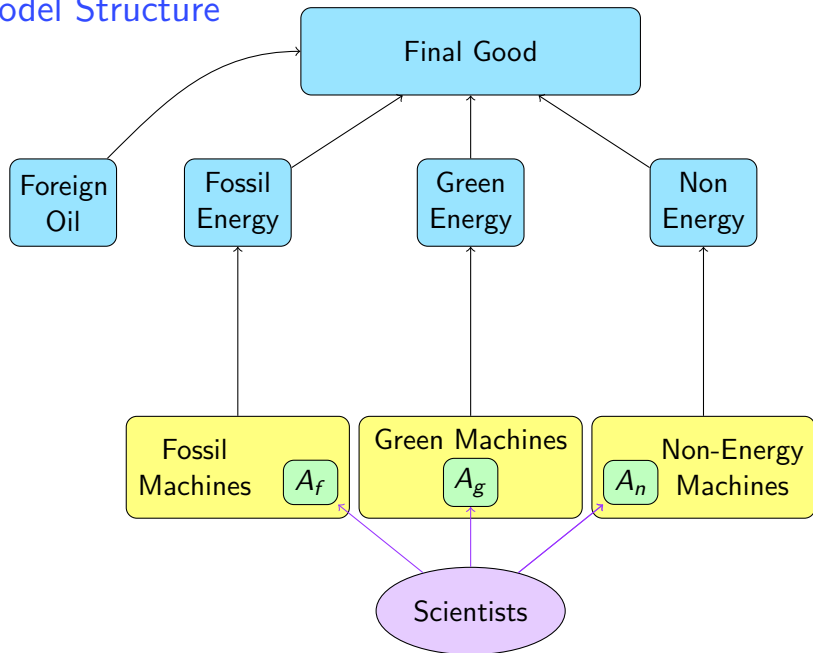 odel Structure
Final Good
Foreign
Oil
Fossil
Energy
Green
Energy
Non
Energy
Fossil
Machines
A_f
Green Machines
A_g
A_n
Non-Energy
Machines
Scientists